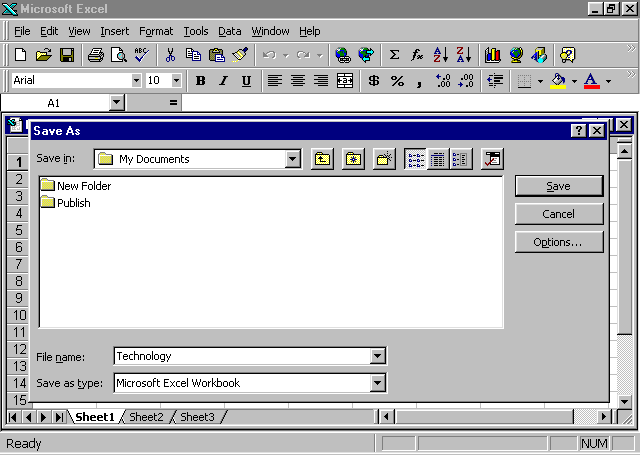 Microsoft Excel
File Edit View Insert Format Tools Data Window Help
Arial 10 B I U $ % , .00 .00
A1 =
Save As
Save in: My Documents
New Folder
Publish
Save
Cancel
Options...
File name: Technology
Save as type: Microsoft Excel Workbook
1
2
3
4
5
6
7
8
9
10
11
12
13
14
15
Sheet1 Sheet2 Sheet3
Ready NUM